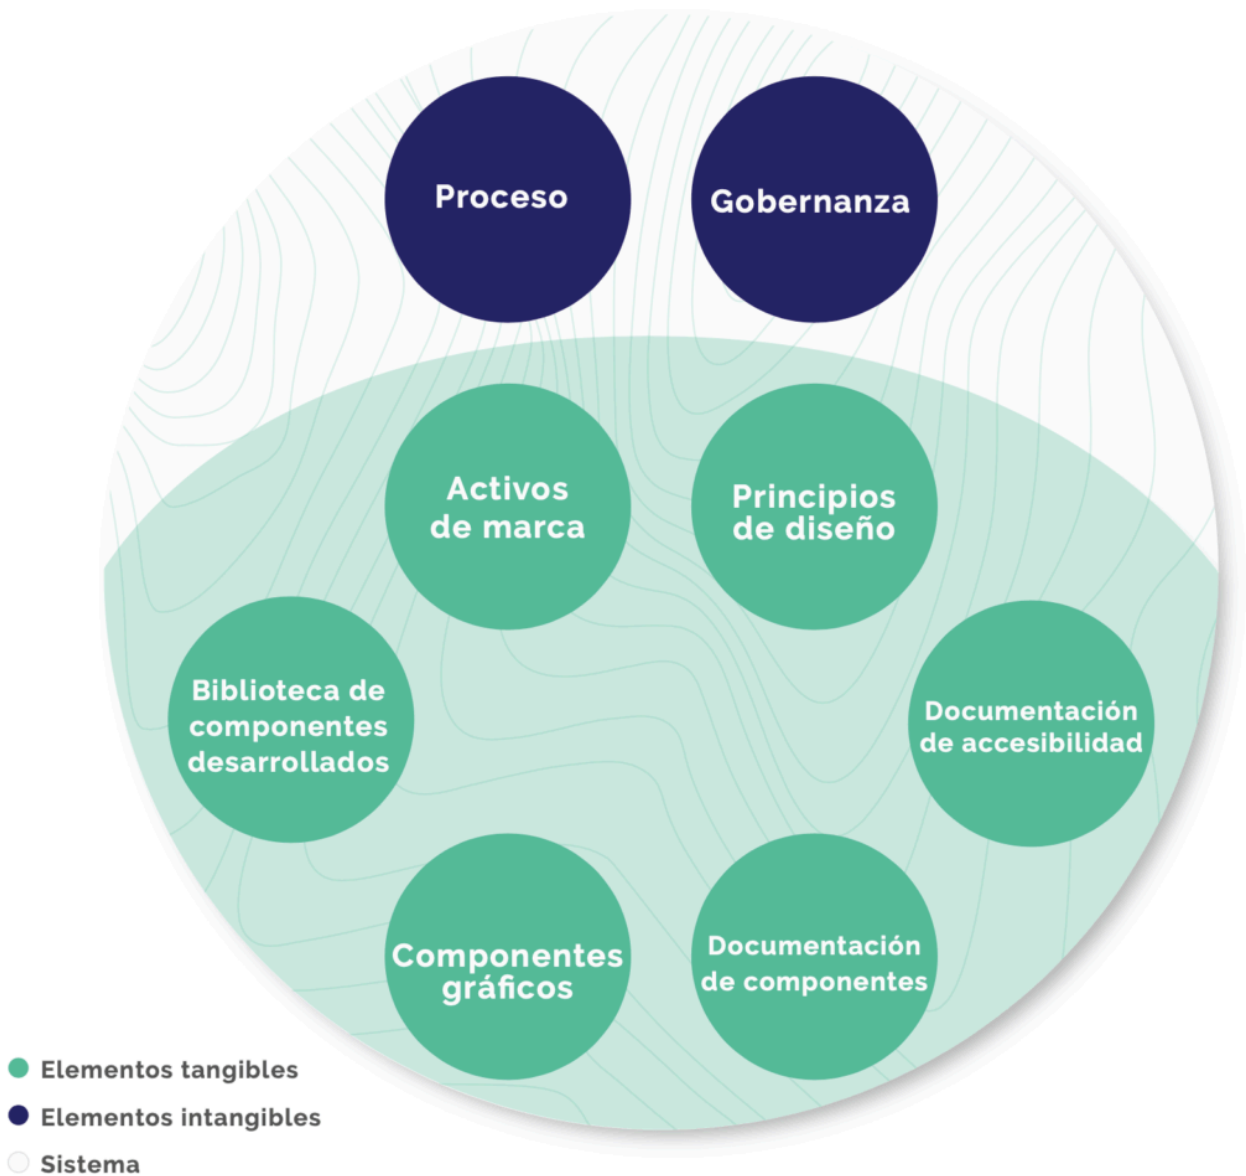 Proceso
Gobernanza
Activos
de marca
Principios
de diseño
Biblioteca de
componentes
desarrollados
Documentación
de accesibilidad
Componentes
gráficos
Documentación
de componentes
Elementos tangibles
Elementos intangibles
Sistema